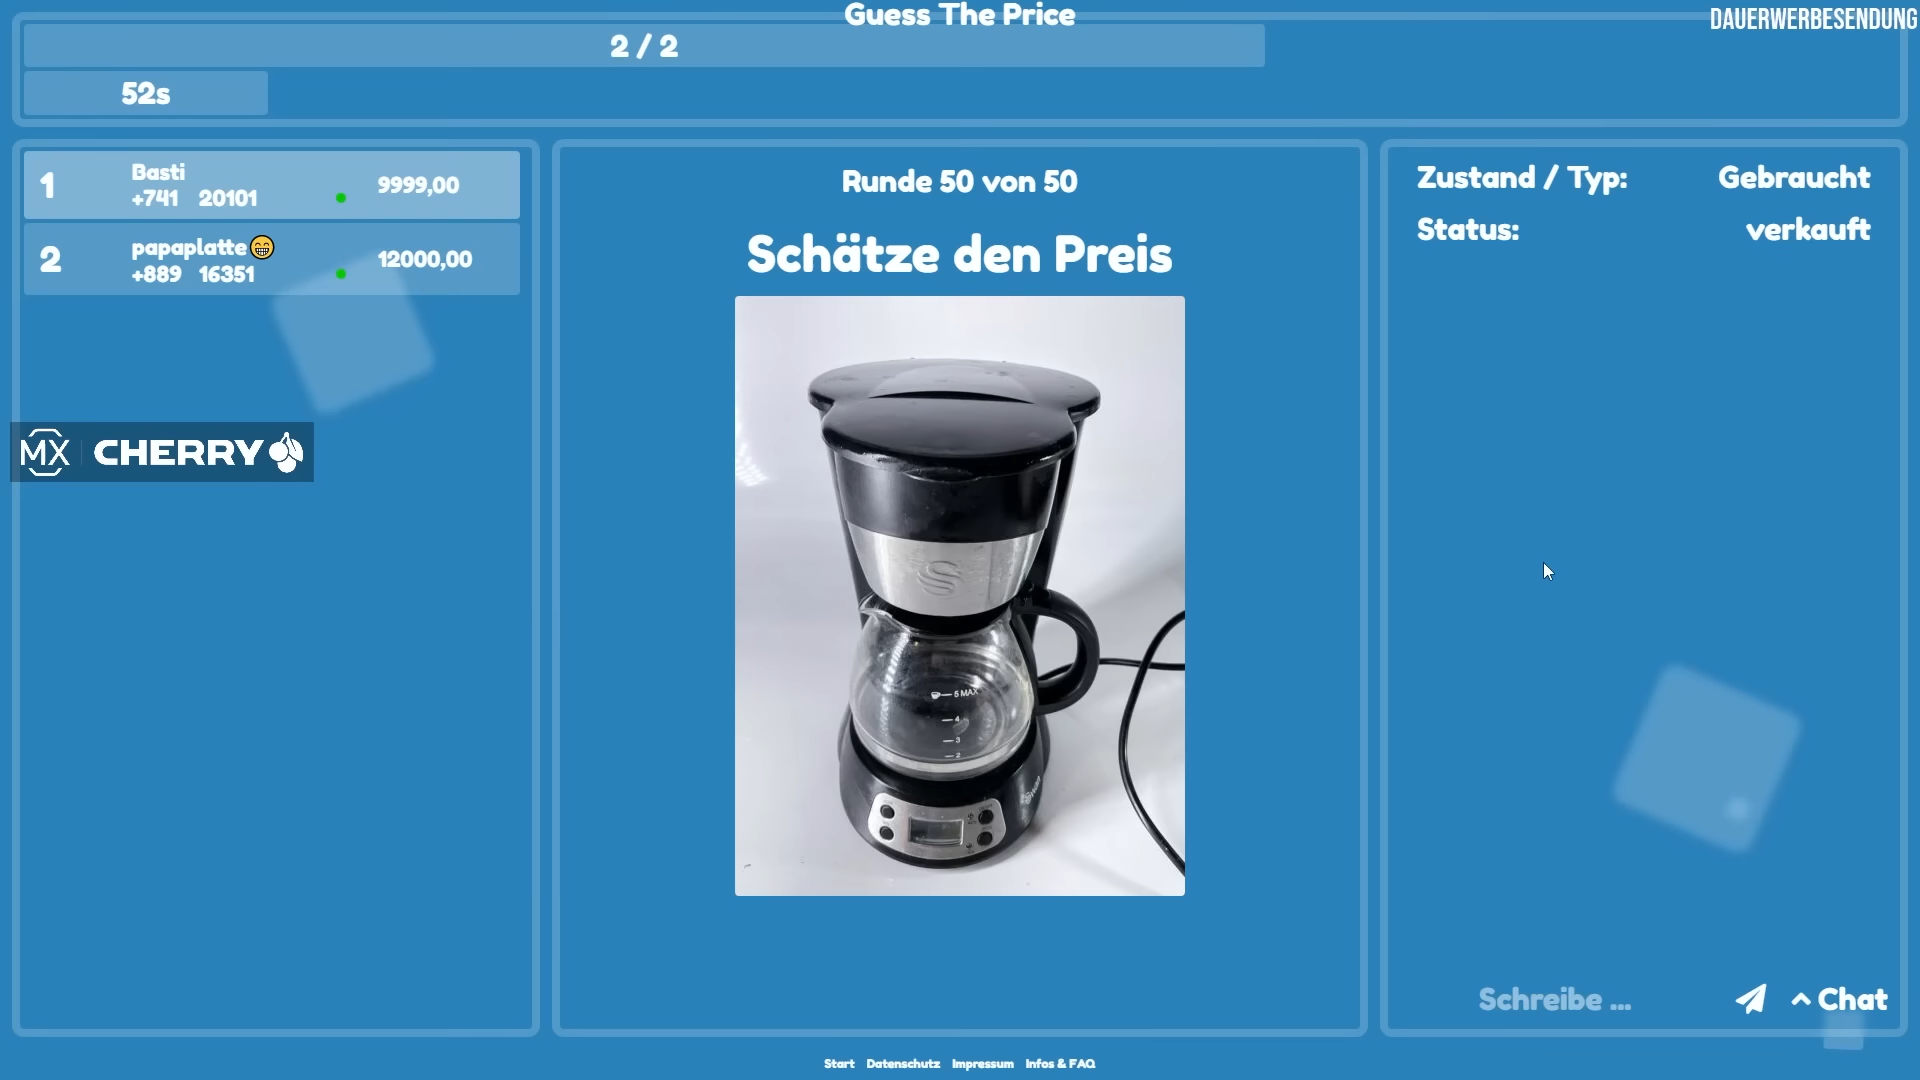 Guess The Price
DAUERWERBESENDUNG
2 / 2
52s
1
Basti
+741 20101
9999,00
2
papaplatte😁
+889 16351
12000,00
MX CHERRY
Runde 50 von 50
Schätze den Preis
5 MAX
4
3
2
Zustand / Typ: Gebraucht
Status: verkauft
Schreibe ...
Chat
Start Datenschutz Impressum Infos & FAQ